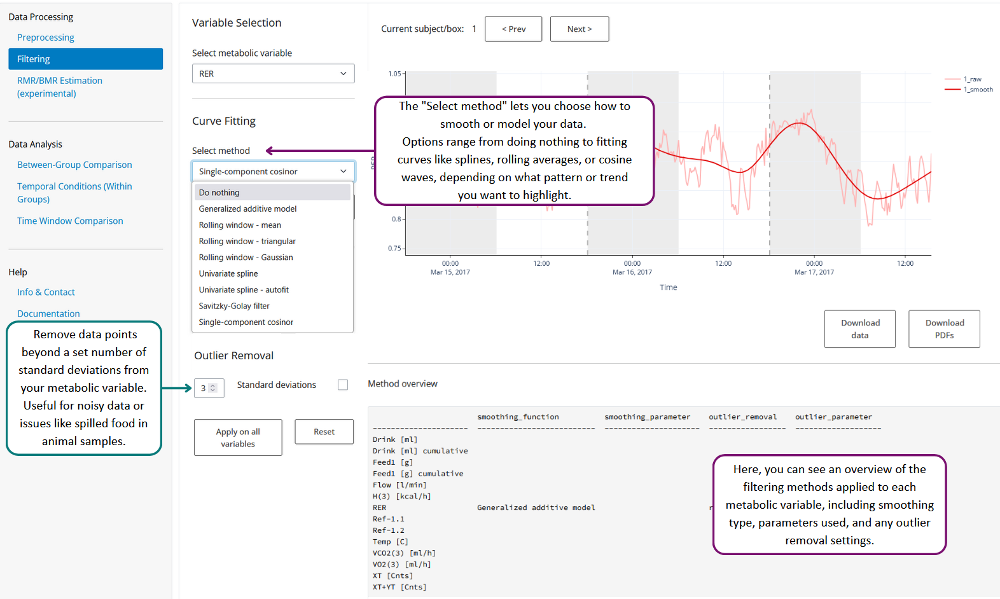 Data Processing
Preprocessing
Filtering
RMR/BMR Estimation
(experimental)
Data Analysis
Between-Group Comparison
Temporal Conditions (Within
Groups)
Time Window Comparison
Help
Info & Contact
Documentation
Remove data points
beyond a set number of
standard deviations from
your metabolic variable.
Useful for noisy data or
issues like spilled food in
animal samples.
Variable Selection
Select metabolic variable
RER
Curve Fitting
Select method
Single-component cosinor
Do nothing
Generalized additive model
Rolling window - mean
Rolling window - triangular
Rolling window - Gaussian
Univariate spline
Univariate spline - autofit
Savitzky-Golay filter
Single-component cosinor
Outlier Removal
3 Standard deviations
Apply on all
variables
Reset
Current subject/box: 1 < Prev Next >
1.05
1_raw
1_smooth
The "Select method" lets you choose how to
smooth or model your data.
Options range from doing nothing to fitting
curves like splines, rolling averages, or cosine
waves, depending on what pattern or trend
you want to highlight.
0.8
0.75
00:00 12:00 00:00 12:00 00:00 12:00
Mar 15, 2017 Mar 16, 2017 Mar 17, 2017
Time
Download
data
Download
PDFs
Method overview
smoothing_function smoothing_parameter outlier_removal outlier_parameter
Drink [ml]
Drink [ml] cumulative
Feed1 [g]
Feed1 [g] cumulative
Flow [l/min]
H(3) [kcal/h]
RER Generalized additive model
Ref-1.1
Ref-1.2
Temp [C]
VCO2(3) [ml/h]
VO2(3) [ml/h]
XT [Cnts]
XT+YT [Cnts]
Here, you can see an overview of the
filtering methods applied to each
metabolic variable, including smoothing
type, parameters used, and any outlier
removal settings.